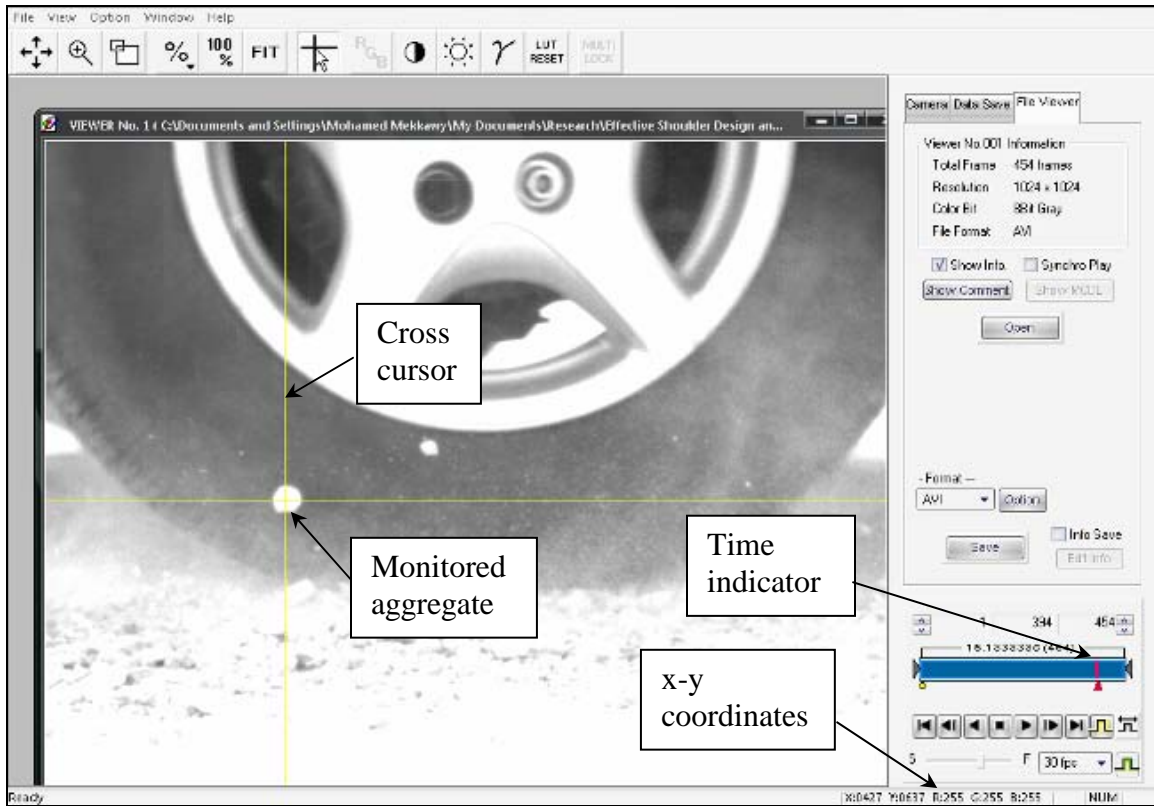 File View Option Window Help
100 % FIT RGB LUT RESET MULTI LOCK
Camera Data Save File Viewer
VIEWER No. 1 ( C:\Documents and Settings\Mohamed Mekkawy\My Documents\Research\Effective Shoulder Design an...
Viewer No.001 Information
Total Frame 454 frames
Resolution 1024 x 1024
Color Bit 8Bit Gray
File Format AVI
Show Info. Synchro Play
Show Comment
Open
Cross
cursor
Format
AVI Option
Info Save
Save Edit Info
Monitored
aggregate
Time
indicator
1 394 454
x-y
coordinates
F 30 fps
Ready X:0427 Y:0637 R:255 G:255 B:255 NUM